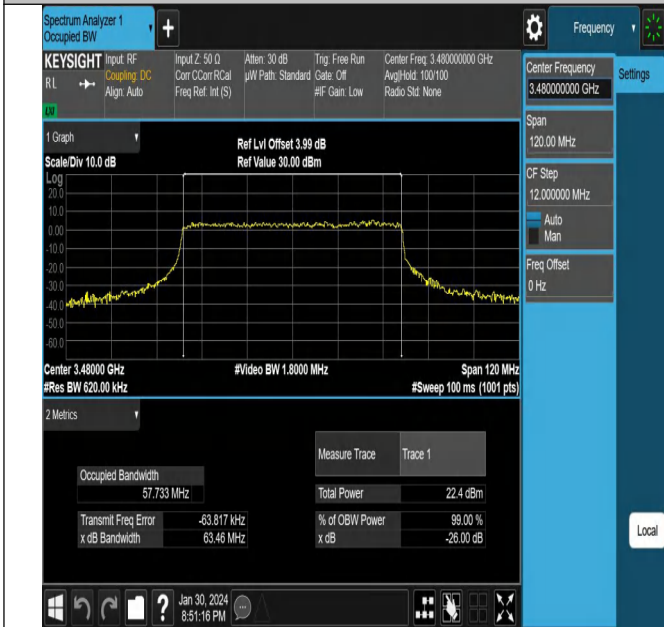 Spectrum Analyzer 1
Occupied BW
Frequency
KEYSIGHT
RL
LXI
Input: RF
Coupling: DC
Align: Auto
Input Z: 50 Ω
Corr CCorr RCal
Freq Ref: Int (S)
Atten: 30 dB
µW Path: Standard
Trig: Free Run
Gate: Off
#IF Gain: Low
Center Freq: 3.480000000 GHz
Avg|Hold: 100/100
Radio Std: None
Center Frequency
3.480000000 GHz
Settings
Span
120.00 MHz
CF Step
12.000000 MHz
Auto
Man
Freq Offset
0 Hz
Local
1 Graph
Scale/Div 10.0 dB
Ref Lvl Offset 3.99 dB
Ref Value 30.00 dBm
Log
20.0
10.0
0.00
-10.0
-20.0
-30.0
-40.0
-50.0
-60.0
Center 3.48000 GHz
#Res BW 620.00 kHz
#Video BW 1.8000 MHz
Span 120 MHz
#Sweep 100 ms (1001 pts)
2 Metrics
Measure Trace Trace 1
Occupied Bandwidth
57.733 MHz
Total Power 22.4 dBm
Transmit Freq Error -63.817 kHz
% of OBW Power 99.00 %
x dB Bandwidth 63.46 MHz
x dB -26.00 dB
?
Jan 30, 2024
8:51:16 PM